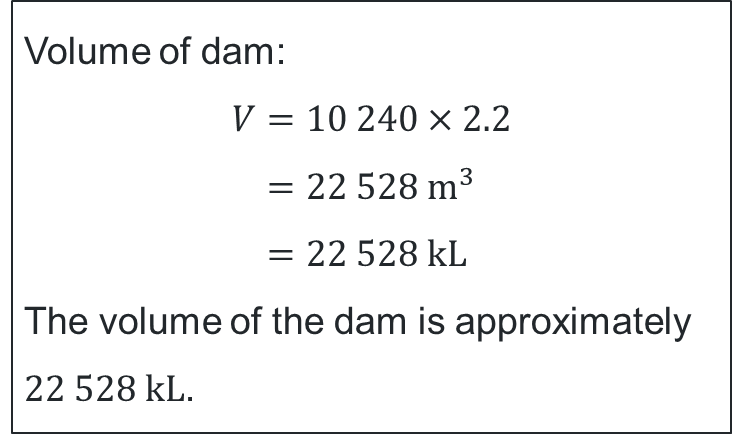 Volume of dam:
𝑉 = 10 240 × 2.2
= 22 528 m³
= 22 528 kL
The volume of the dam is approximately
22 528 kL.